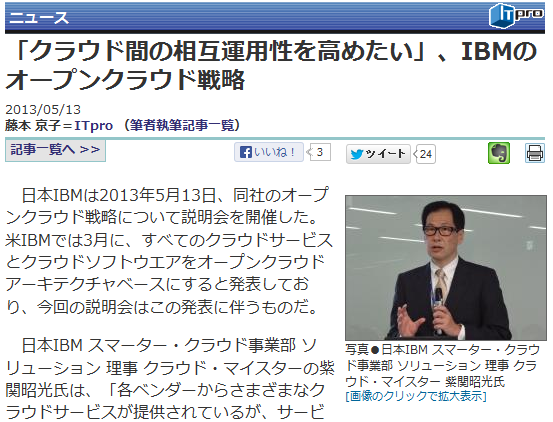 ニュース
ITpro
「クラウド間の相互運用性を高めたい」、IBMの
オープンクラウド戦略
2013/05/13
藤本 京子=ITpro （筆者執筆記事一覧）
記事一覧へ >>
いいね！ 3
ツイート 24
日本IBMは2013年5月13日、同社のオープ
ンクラウド戦略について説明会を開催した。
米IBMでは3月に、すべてのクラウドサービス
とクラウドソフトウエアをオープンクラウド
アーキテクチャベースにすると発表してお
り、今回の説明会はこの発表に伴うものだ。
日本IBM スマーター・クラウド事業部 ソ
リューション 理事 クラウド・マイスターの紫
関昭光氏は、「各ベンダーからさまざまなク
ラウドサービスが提供されているが、サービ
写真●日本IBM スマーター・クラウ
ド事業部 ソリューション 理事 クラ
ウド・マイスター 紫関昭光氏
[画像のクリックで拡大表示]